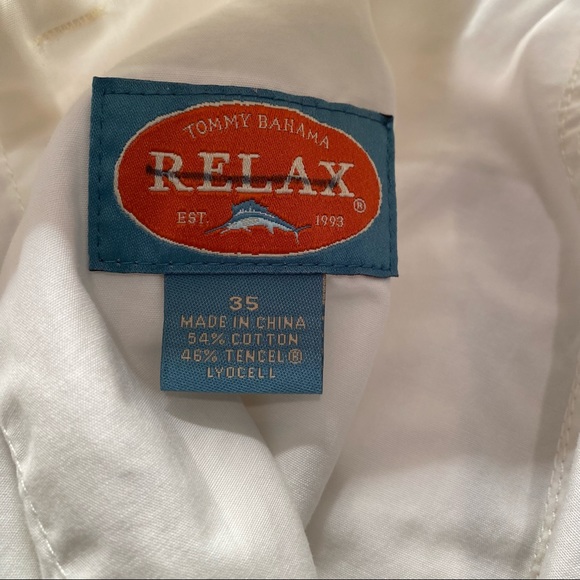 TOMMY BAHAMA
RELAX
®
EST. 1993
35
MADE IN CHINA
54% COTTON
46% TENCEL®
LYOCELL